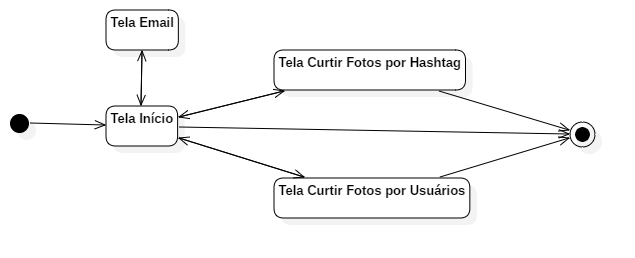 Tela Email
Tela Curtir Fotos por Hashtag
Tela Início
Tela Curtir Fotos por Usuários